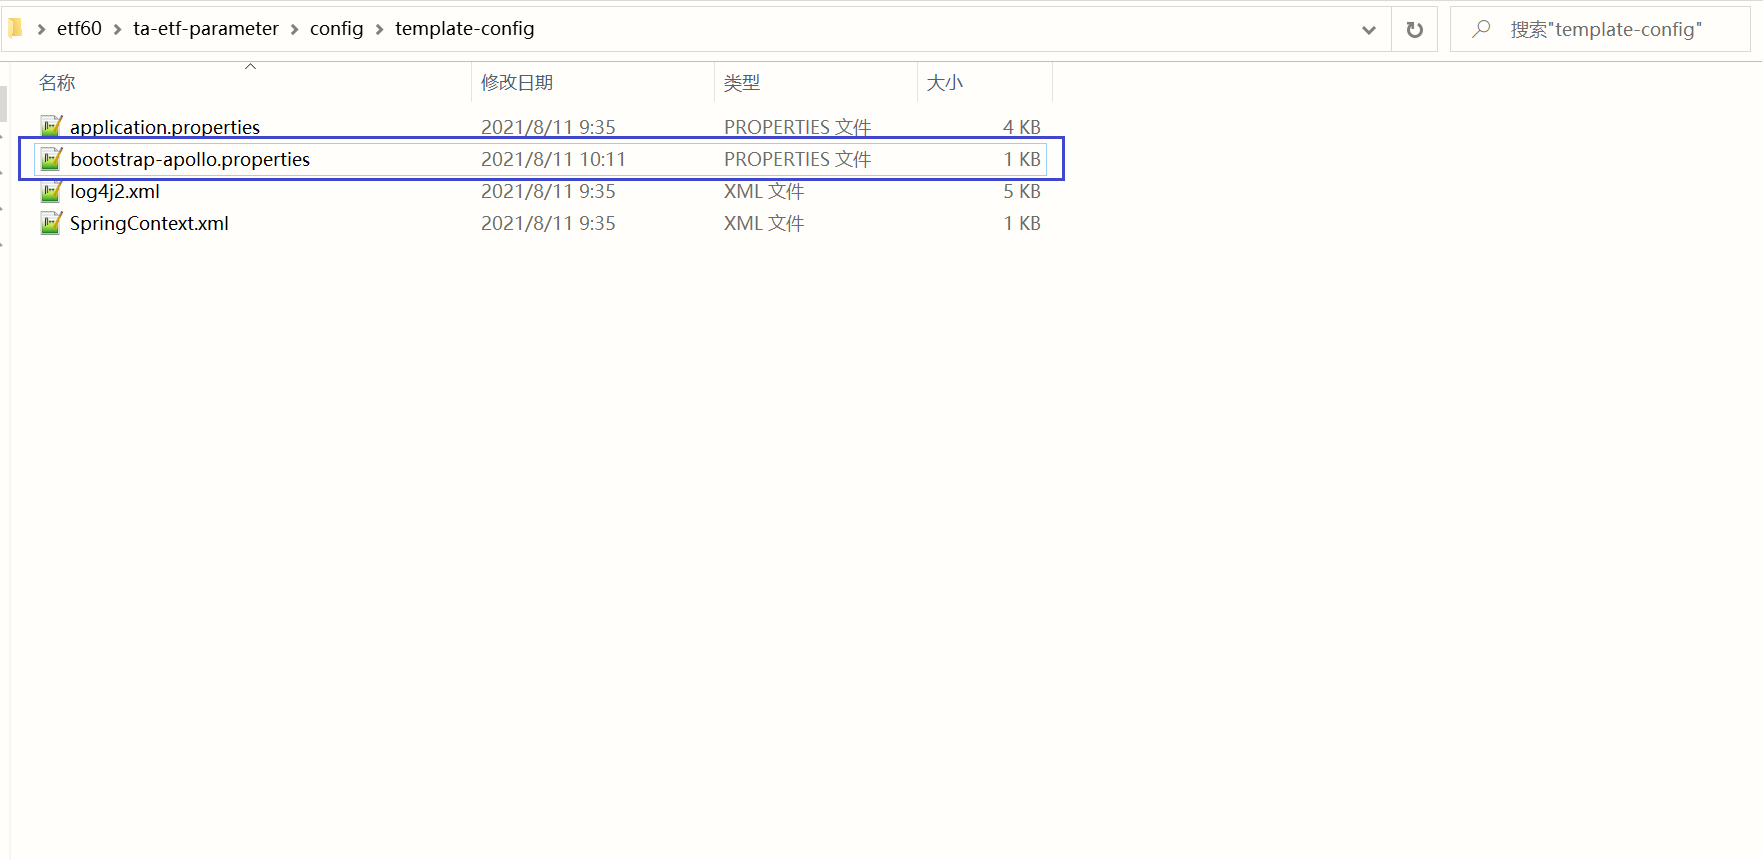 etf60 › ta-etf-parameter › config › template-config
搜索"template-config"
名称 修改日期 类型 大小
application.properties 2021/8/11 9:35 PROPERTIES 文件 4 KB
bootstrap-apollo.properties 2021/8/11 10:11 PROPERTIES 文件 1 KB
log4j2.xml 2021/8/11 9:35 XML 文件 5 KB
SpringContext.xml 2021/8/11 9:35 XML 文件 1 KB